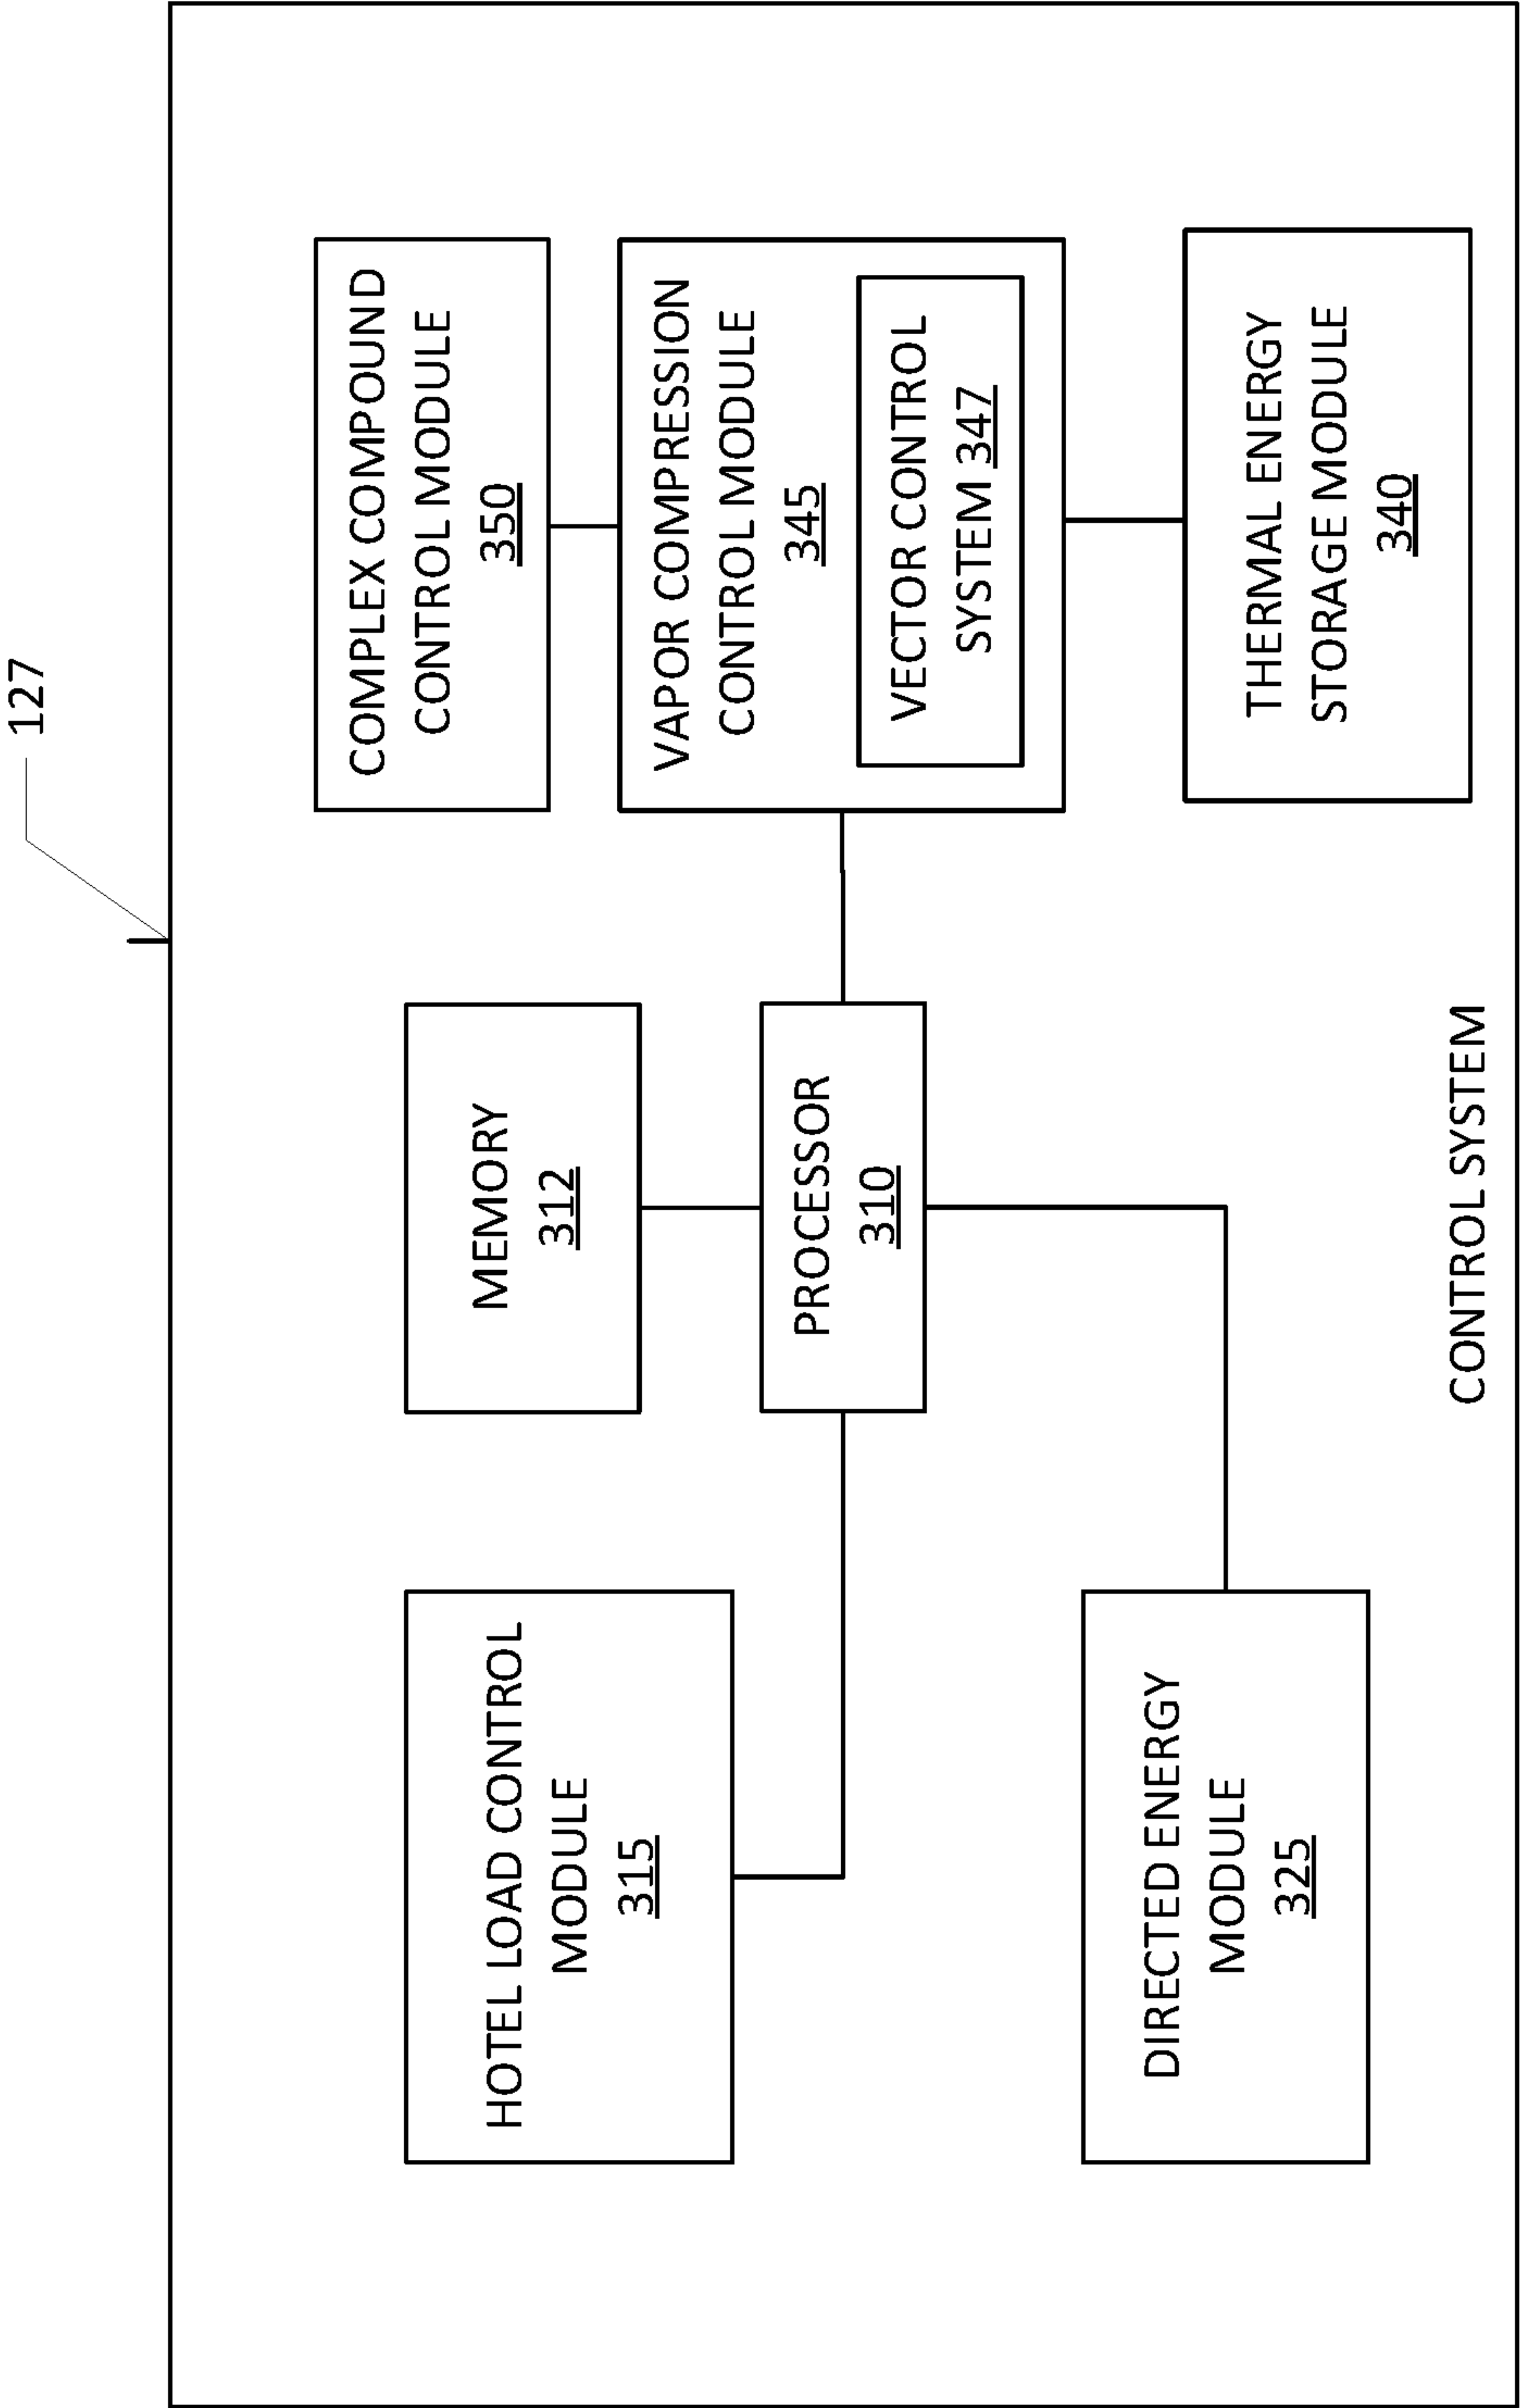 127
HOTEL LOAD CONTROL
MODULE
315
MEMORY
312
COMPLEX COMPOUND
CONTROL MODULE
350
PROCESSOR
310
VAPOR COMPRESSION
CONTROL MODULE
345
VECTOR CONTROL
SYSTEM 347
DIRECTED ENERGY
MODULE
325
THERMAL ENERGY
STORAGE MODULE
340
CONTROL SYSTEM